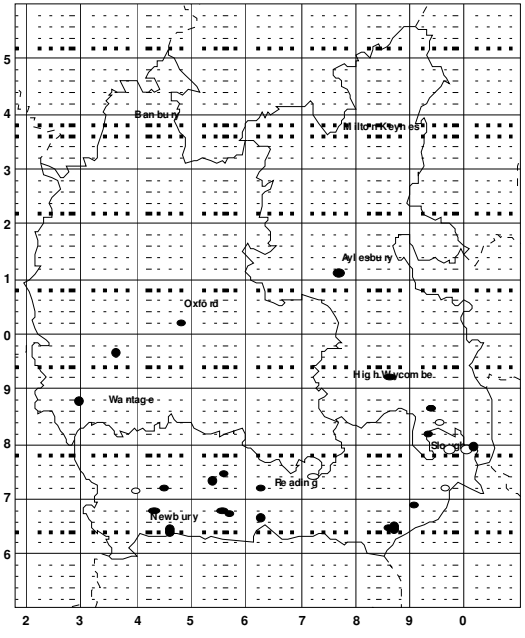 5
4
Banbury
Milton Keynes
3
2
Aylesbury
1
Oxford
0
High Wycombe
9
Wantage
8
Slough
Reading
7
Newbury
6
2 3 4 5 6 7 8 9 0